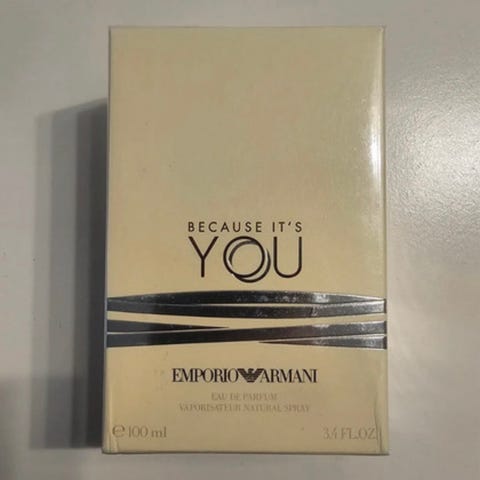 BECAUSE IT'S
YOU
EMPORIO ARMANI
EAU DE PARFUM
VAPORISATEUR NATURAL SPRAY
℮ 100 ml 3.4 FL.OZ